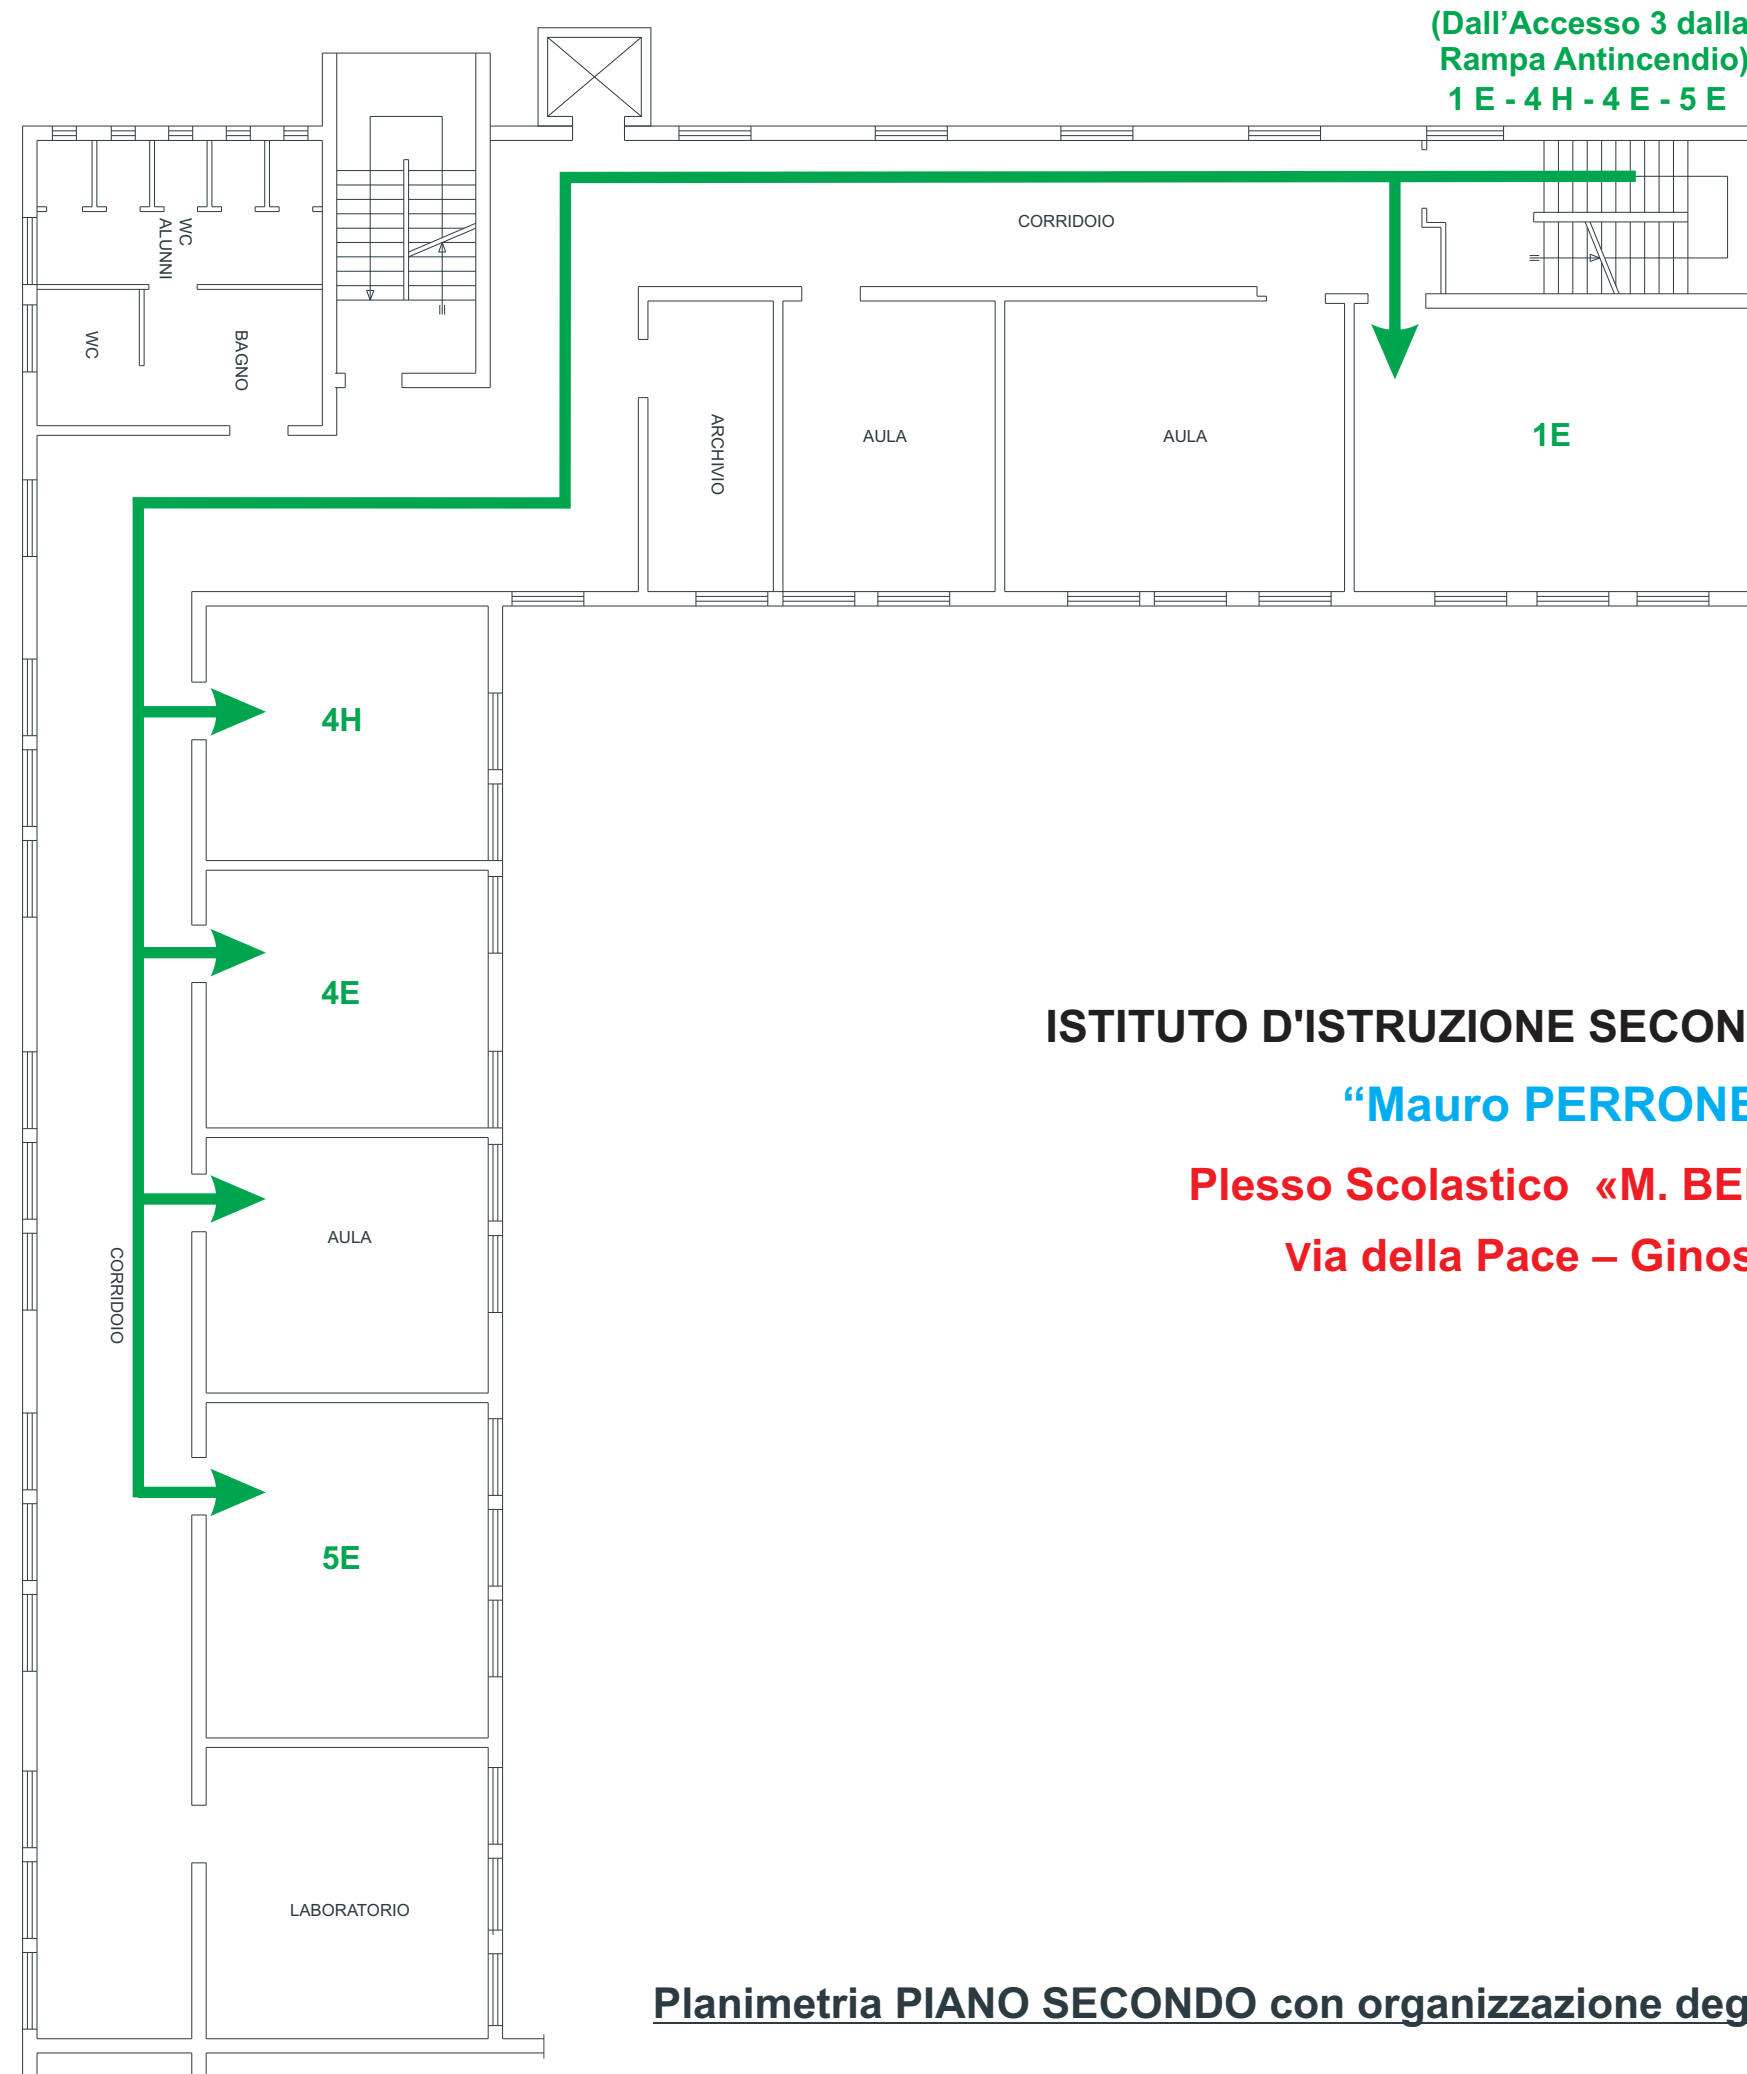 (Dall’Accesso 3 dalla
Rampa Antincendio)
1 E - 4 H - 4 E - 5 E
WC
ALUNNI
CORRIDOIO
WC
BAGNO
ARCHIVIO
AULA
AULA
1E
4H
4E
ISTITUTO D'ISTRUZIONE SECON
“Mauro PERRONE
Plesso Scolastico «M. BE
Via della Pace – Ginos
AULA
CORRIDOIO
5E
LABORATORIO
Planimetria PIANO SECONDO con organizzazione deg